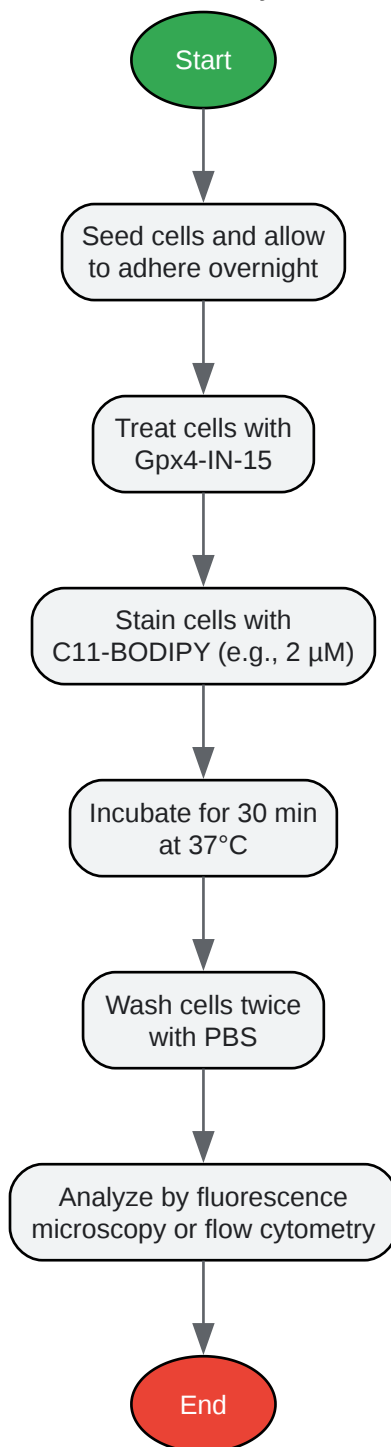 Start
Seed cells and allow
to adhere overnight
Treat cells with
Gpx4-IN-15
Stain cells with
C11-BODIPY (e.g., 2 µM)
Incubate for 30 min
at 37°C
Wash cells twice
with PBS
Analyze by fluorescence
microscopy or flow cytometry
End